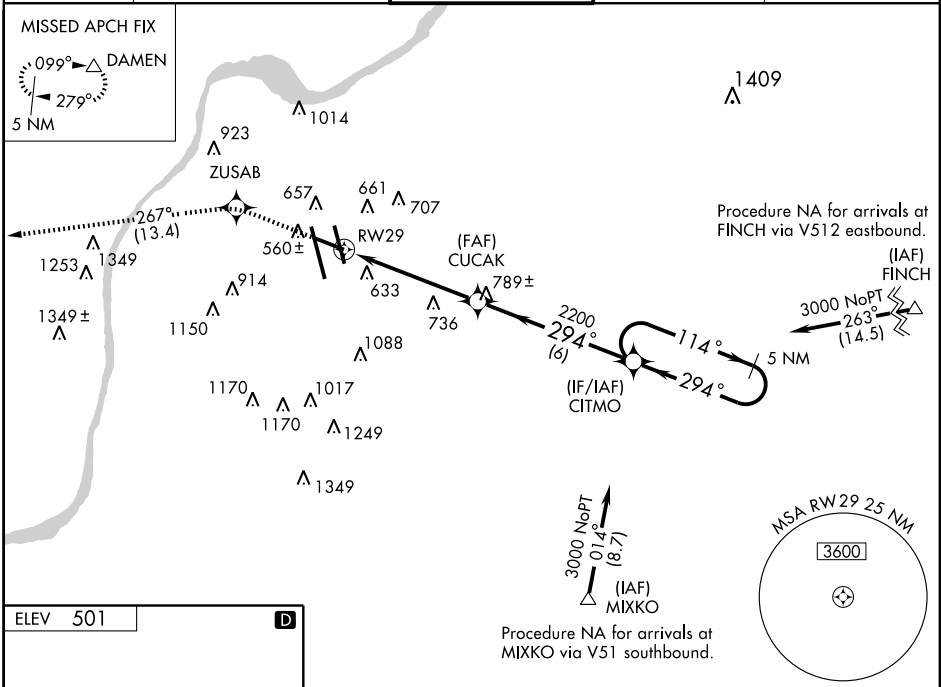 MISSED APCH FIX
099° DAMEN
279°
5 NM
1409
1014
923
ZUSAB
657
661
707
267°
(13.4)
560±
RW29
(FAF)
CUCAK
Procedure NA for arrivals at
FINCH via V512 eastbound.
(IAF)
FINCH
1349
1253
633
789±
3000 NoPT
263°
(14.5)
914
1150
1349±
736
2200
294°
(6)
114°
5 NM
294°
1088
(IF/IAF)
CITMO
1170
1017
1170
1249
1349
3000 NoPT
014°
(8.7)
(IAF)
MIXKO
Procedure NA for arrivals at
MIXKO via V51 southbound.
MSA RW29 25 NM
3600
ELEV 501
D